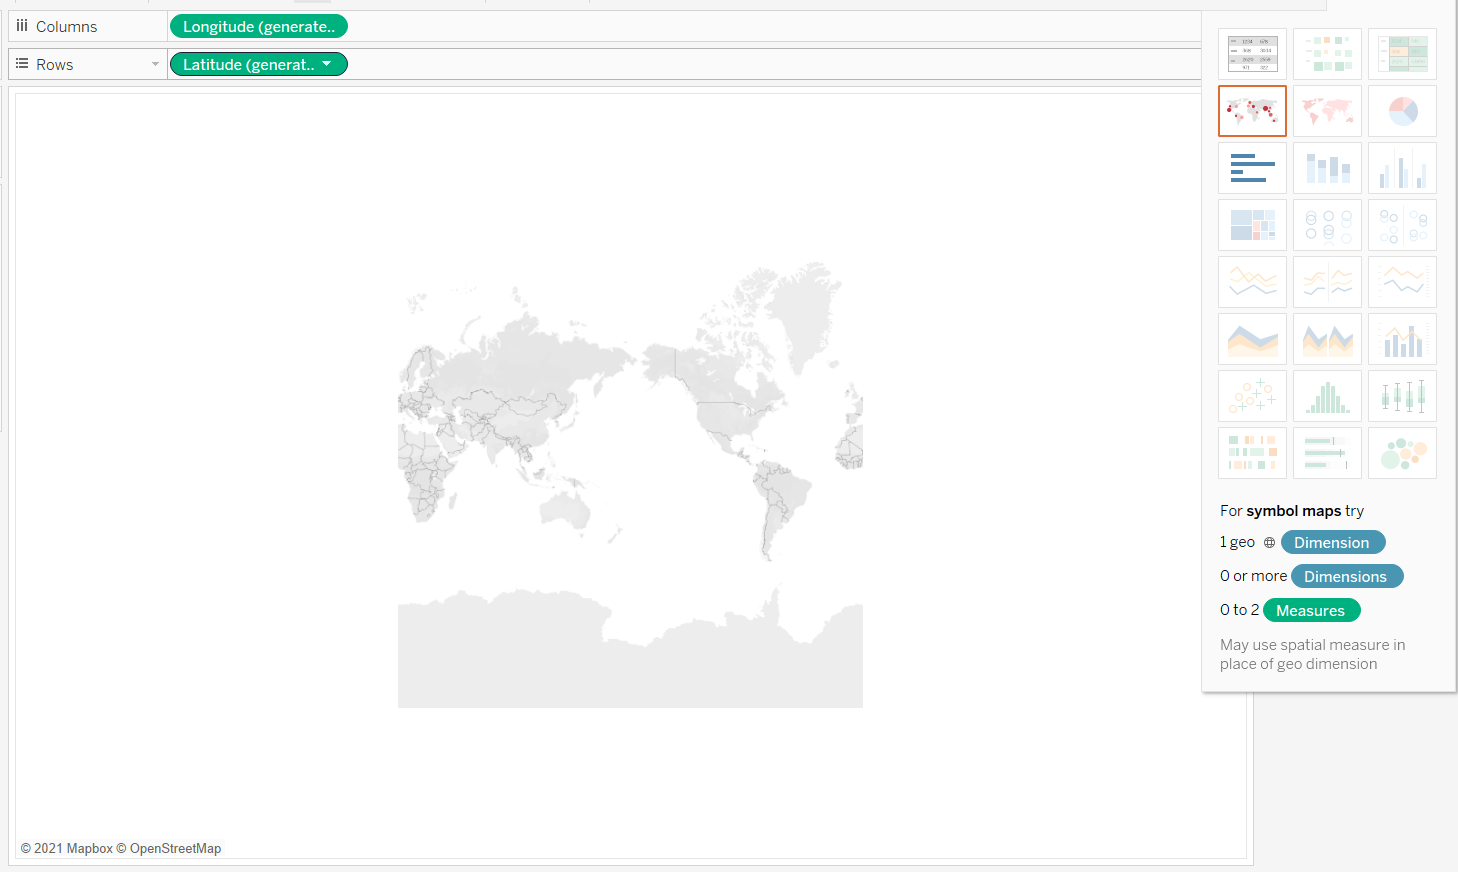 Columns
Longitude (generate..
Rows
Latitude (generat..
For symbol maps try
1 geo Dimension
0 or more Dimensions
0 to 2 Measures
May use spatial measure in
place of geo dimension
© 2021 Mapbox © OpenStreetMap